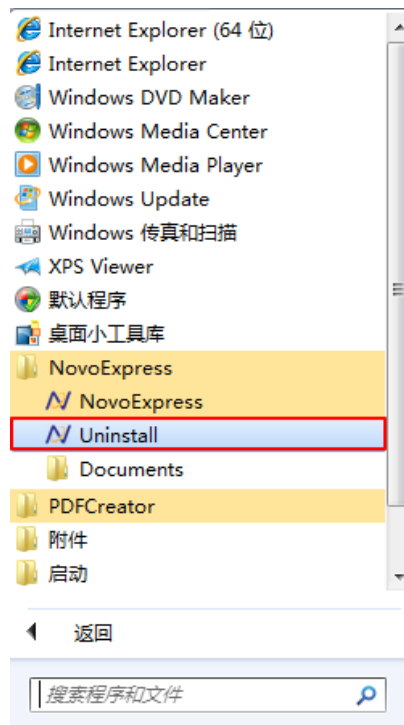 Internet Explorer (64 位)
Internet Explorer
Windows DVD Maker
Windows Media Center
Windows Media Player
Windows Update
Windows 传真和扫描
XPS Viewer
默认程序
桌面小工具库
NovoExpress
NovoExpress
Uninstall
Documents
PDFCreator
附件
启动
返回
搜索程序和文件